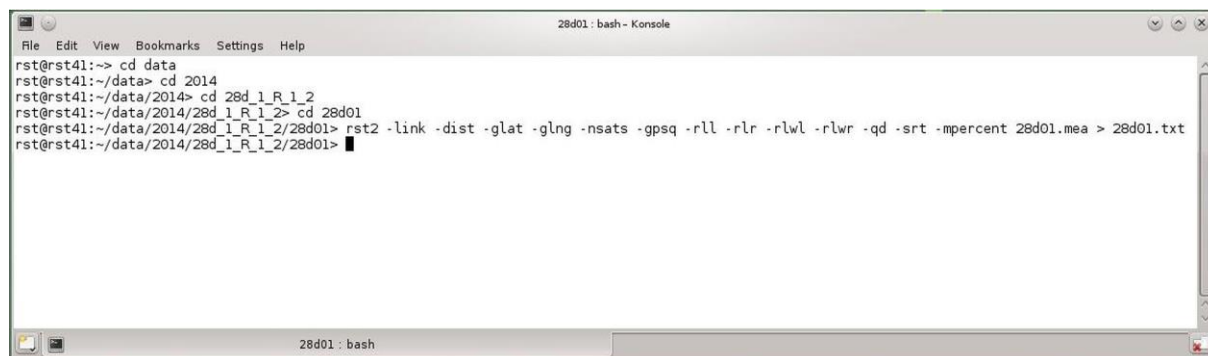 28d01 : bash - Konsole
File Edit View Bookmarks Settings Help
rst@rst41:~> cd data
rst@rst41:~/data> cd 2014
rst@rst41:~/data/2014> cd 28d_1_R_1_2
rst@rst41:~/data/2014/28d_1_R_1_2> cd 28d01
rst@rst41:~/data/2014/28d_1_R_1_2/28d01> rst2 -link -dist -glat -glng -nsats -gpsq -rll -rlr -rlwl -rlwr -qd -srt -mpercent 28d01.mea > 28d01.txt
rst@rst41:~/data/2014/28d_1_R_1_2/28d01>
28d01 : bash